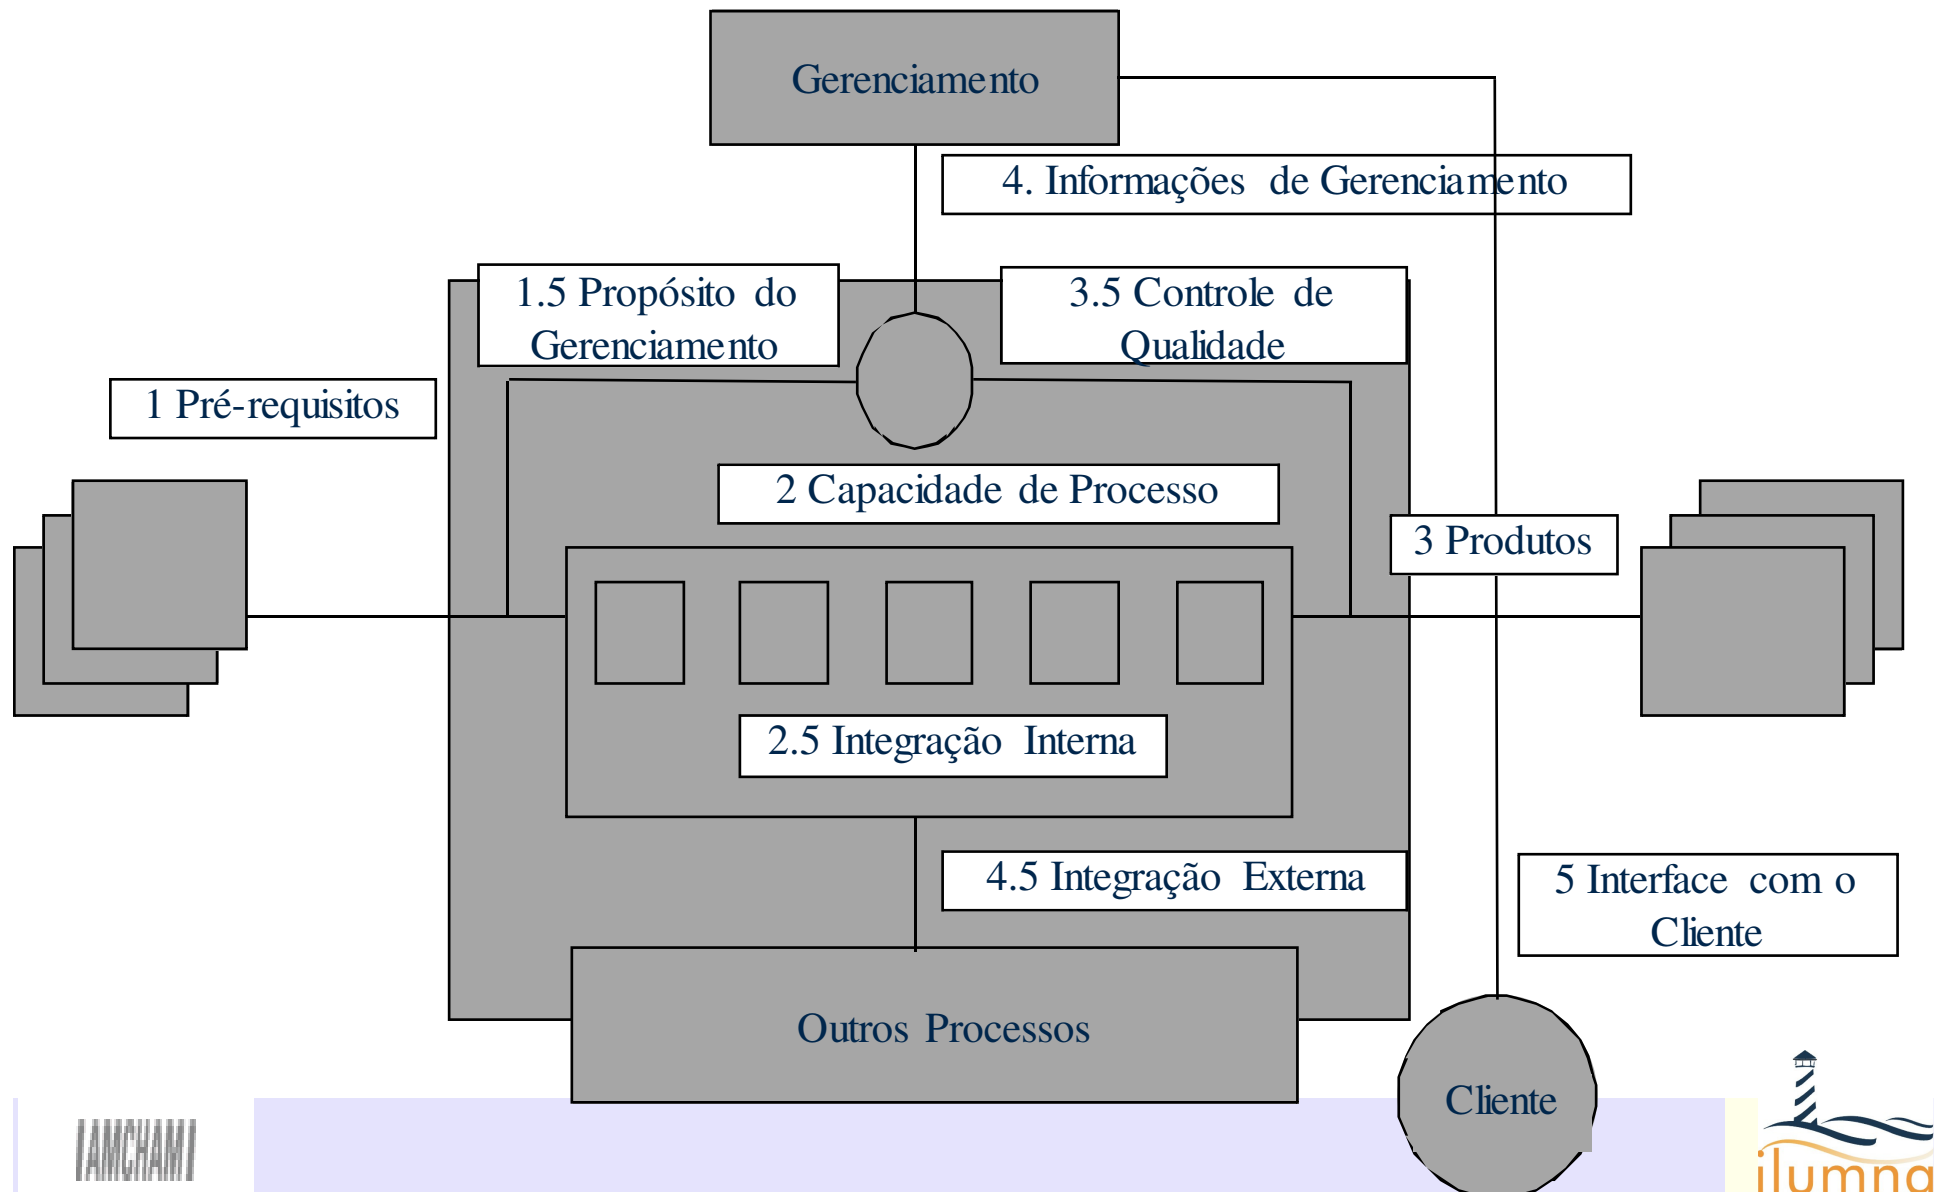 Gerenciamento
4. Informações de Gerenciamento
1.5 Propósito do
Gerenciamento
3.5 Controle de
Qualidade
1 Pré-requisitos
2 Capacidade de Processo
3 Produtos
2.5 Integração Interna
4.5 Integração Externa
5 Interface com o
Cliente
Outros Processos
Cliente
AMCHAM
ilumno